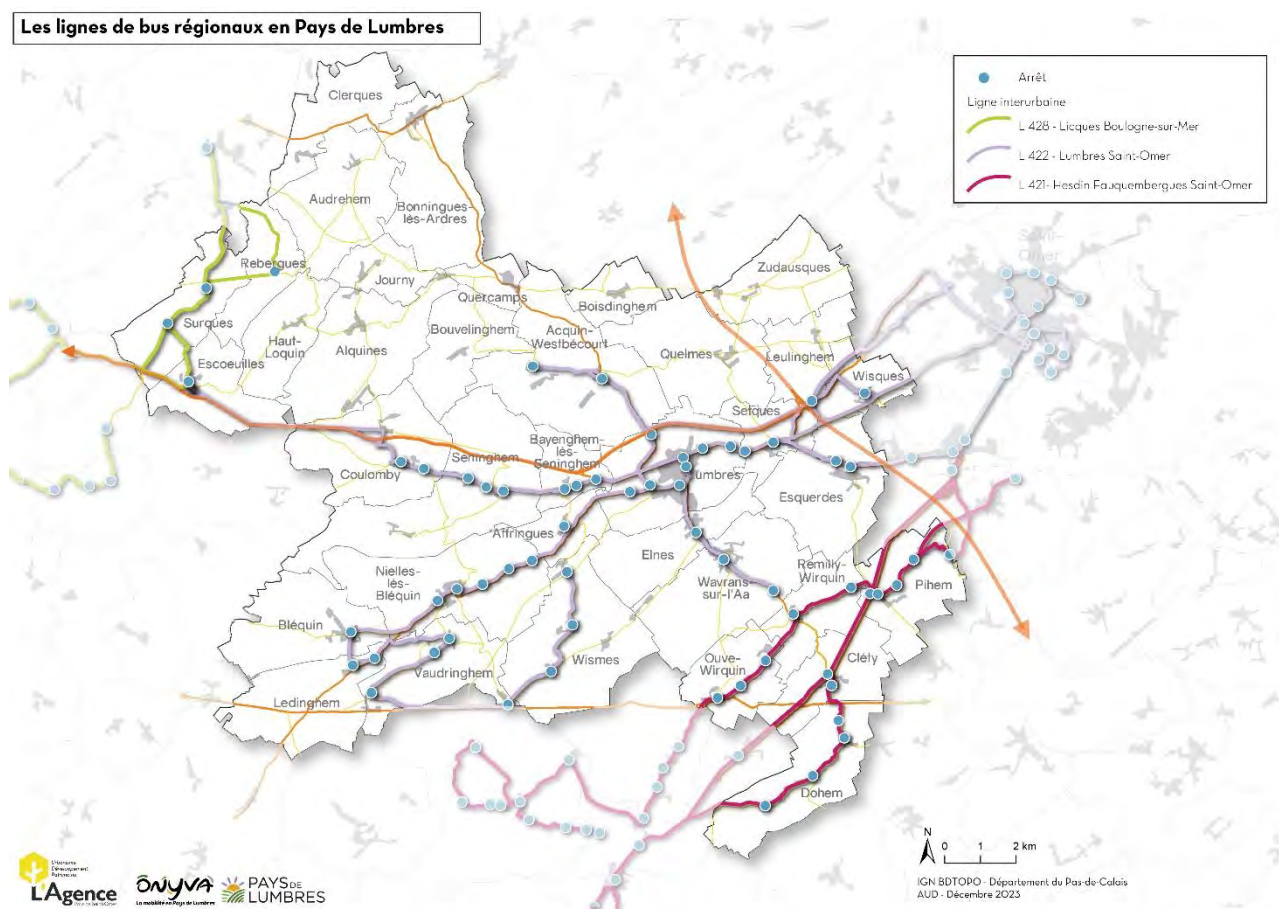 Les lignes de bus régionaux en Pays de Lumbres
Arrêt
Ligne interurbaine
L 428 - Licques Boulogne-sur-Mer
L 422 - Lumbres Saint-Omer
L 421- Hesdin Fauquembergues Saint-Omer
Clerques
Audrehem
Bonningues-
lès-Ardres
Saint-
Omer
Rebergues
Journy
Zudausques
Quercamps
Boisdinghem
Surques
Haut-
Loquin
Alquines
Bouvelinghem
Acquin-
Westbécourt
Quelmes
Leulinghem
Escoeuilles
Wisques
Setques
Bayenghem-
lès-
Seninghem
Seninghem
Coulomby
Lumbres
Esquerdes
Affringues
Elnes
Nielles-
lès-
Bléquin
Wavrans-
sur-l'Aa
Remilly-
Wirquin
Pihem
Bléquin
Vaudringhem
Wismes
Ouve-
Wirquin
Cléty
Ledinghem
Dohem
N
0 1 2 km
IGN BDTOPO - Département du Pas-de-Calais
AUD - Décembre 2023
L'Agence
ÔNYVA
La mobilité en Pays de Lumbres
PAYS DE
LUMBRES